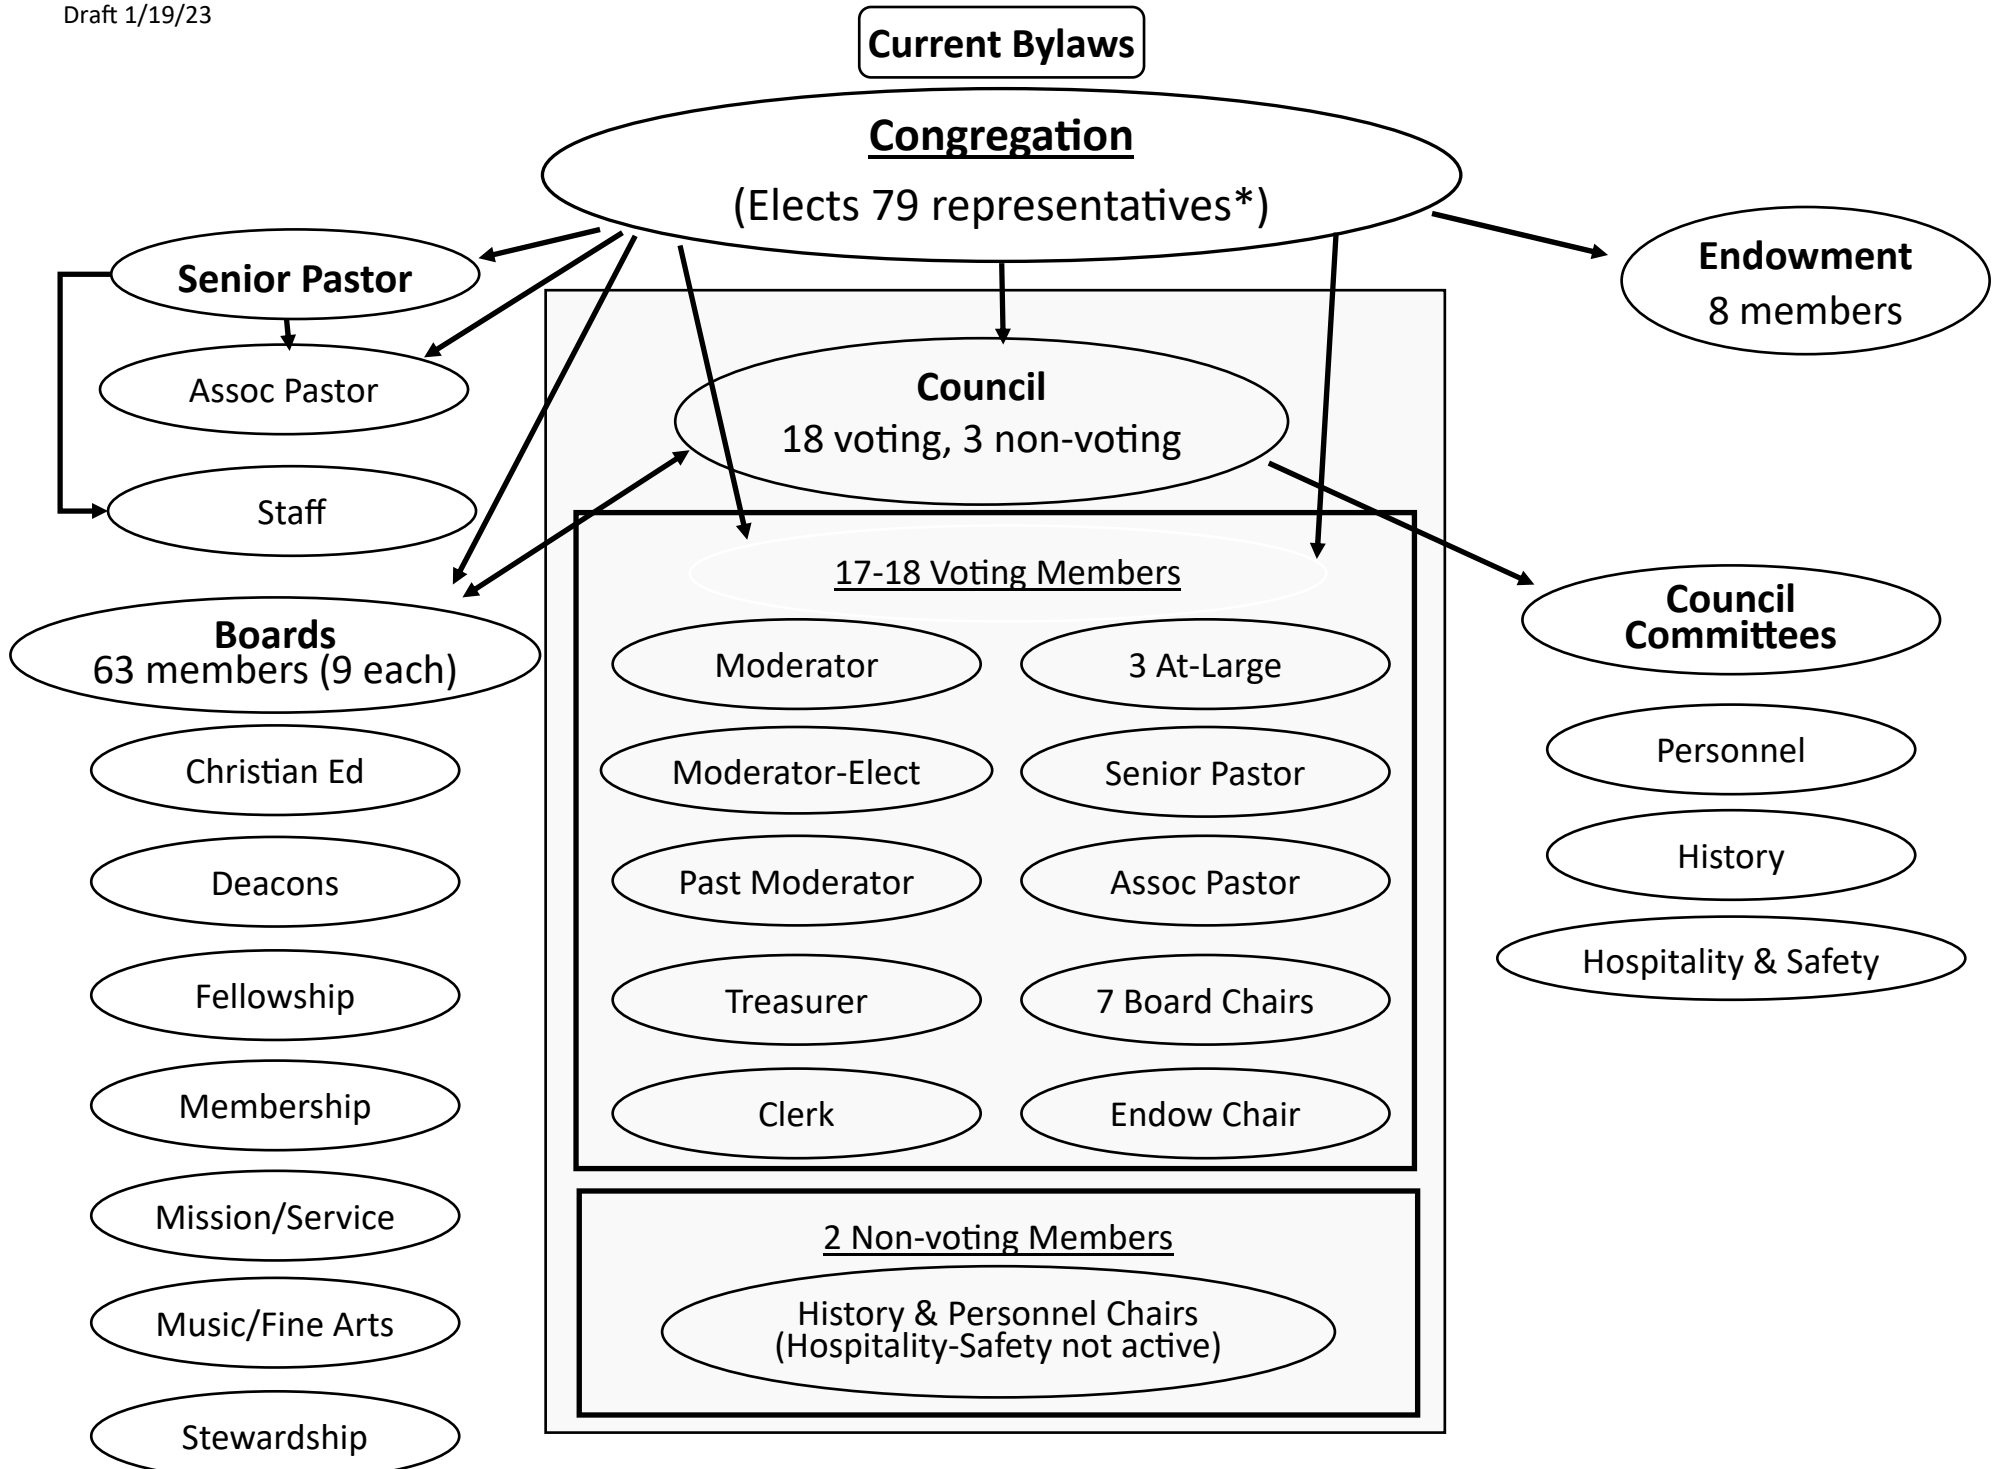 Draft 1/19/23
Current Bylaws
Congregation
(Elects 79 representatives*)
Senior Pastor
Assoc Pastor
Staff
Endowment
8 members
Council
18 voting, 3 non-voting
Boards
63 members (9 each)
Christian Ed
Deacons
Fellowship
Membership
Mission/Service
Music/Fine Arts
Stewardship
17-18 Voting Members
Moderator
3 At-Large
Moderator-Elect
Senior Pastor
Past Moderator
Assoc Pastor
Treasurer
7 Board Chairs
Clerk
Endow Chair
2 Non-voting Members
History & Personnel Chairs
(Hospitality-Safety not active)
Council
Committees
Personnel
History
Hospitality & Safety